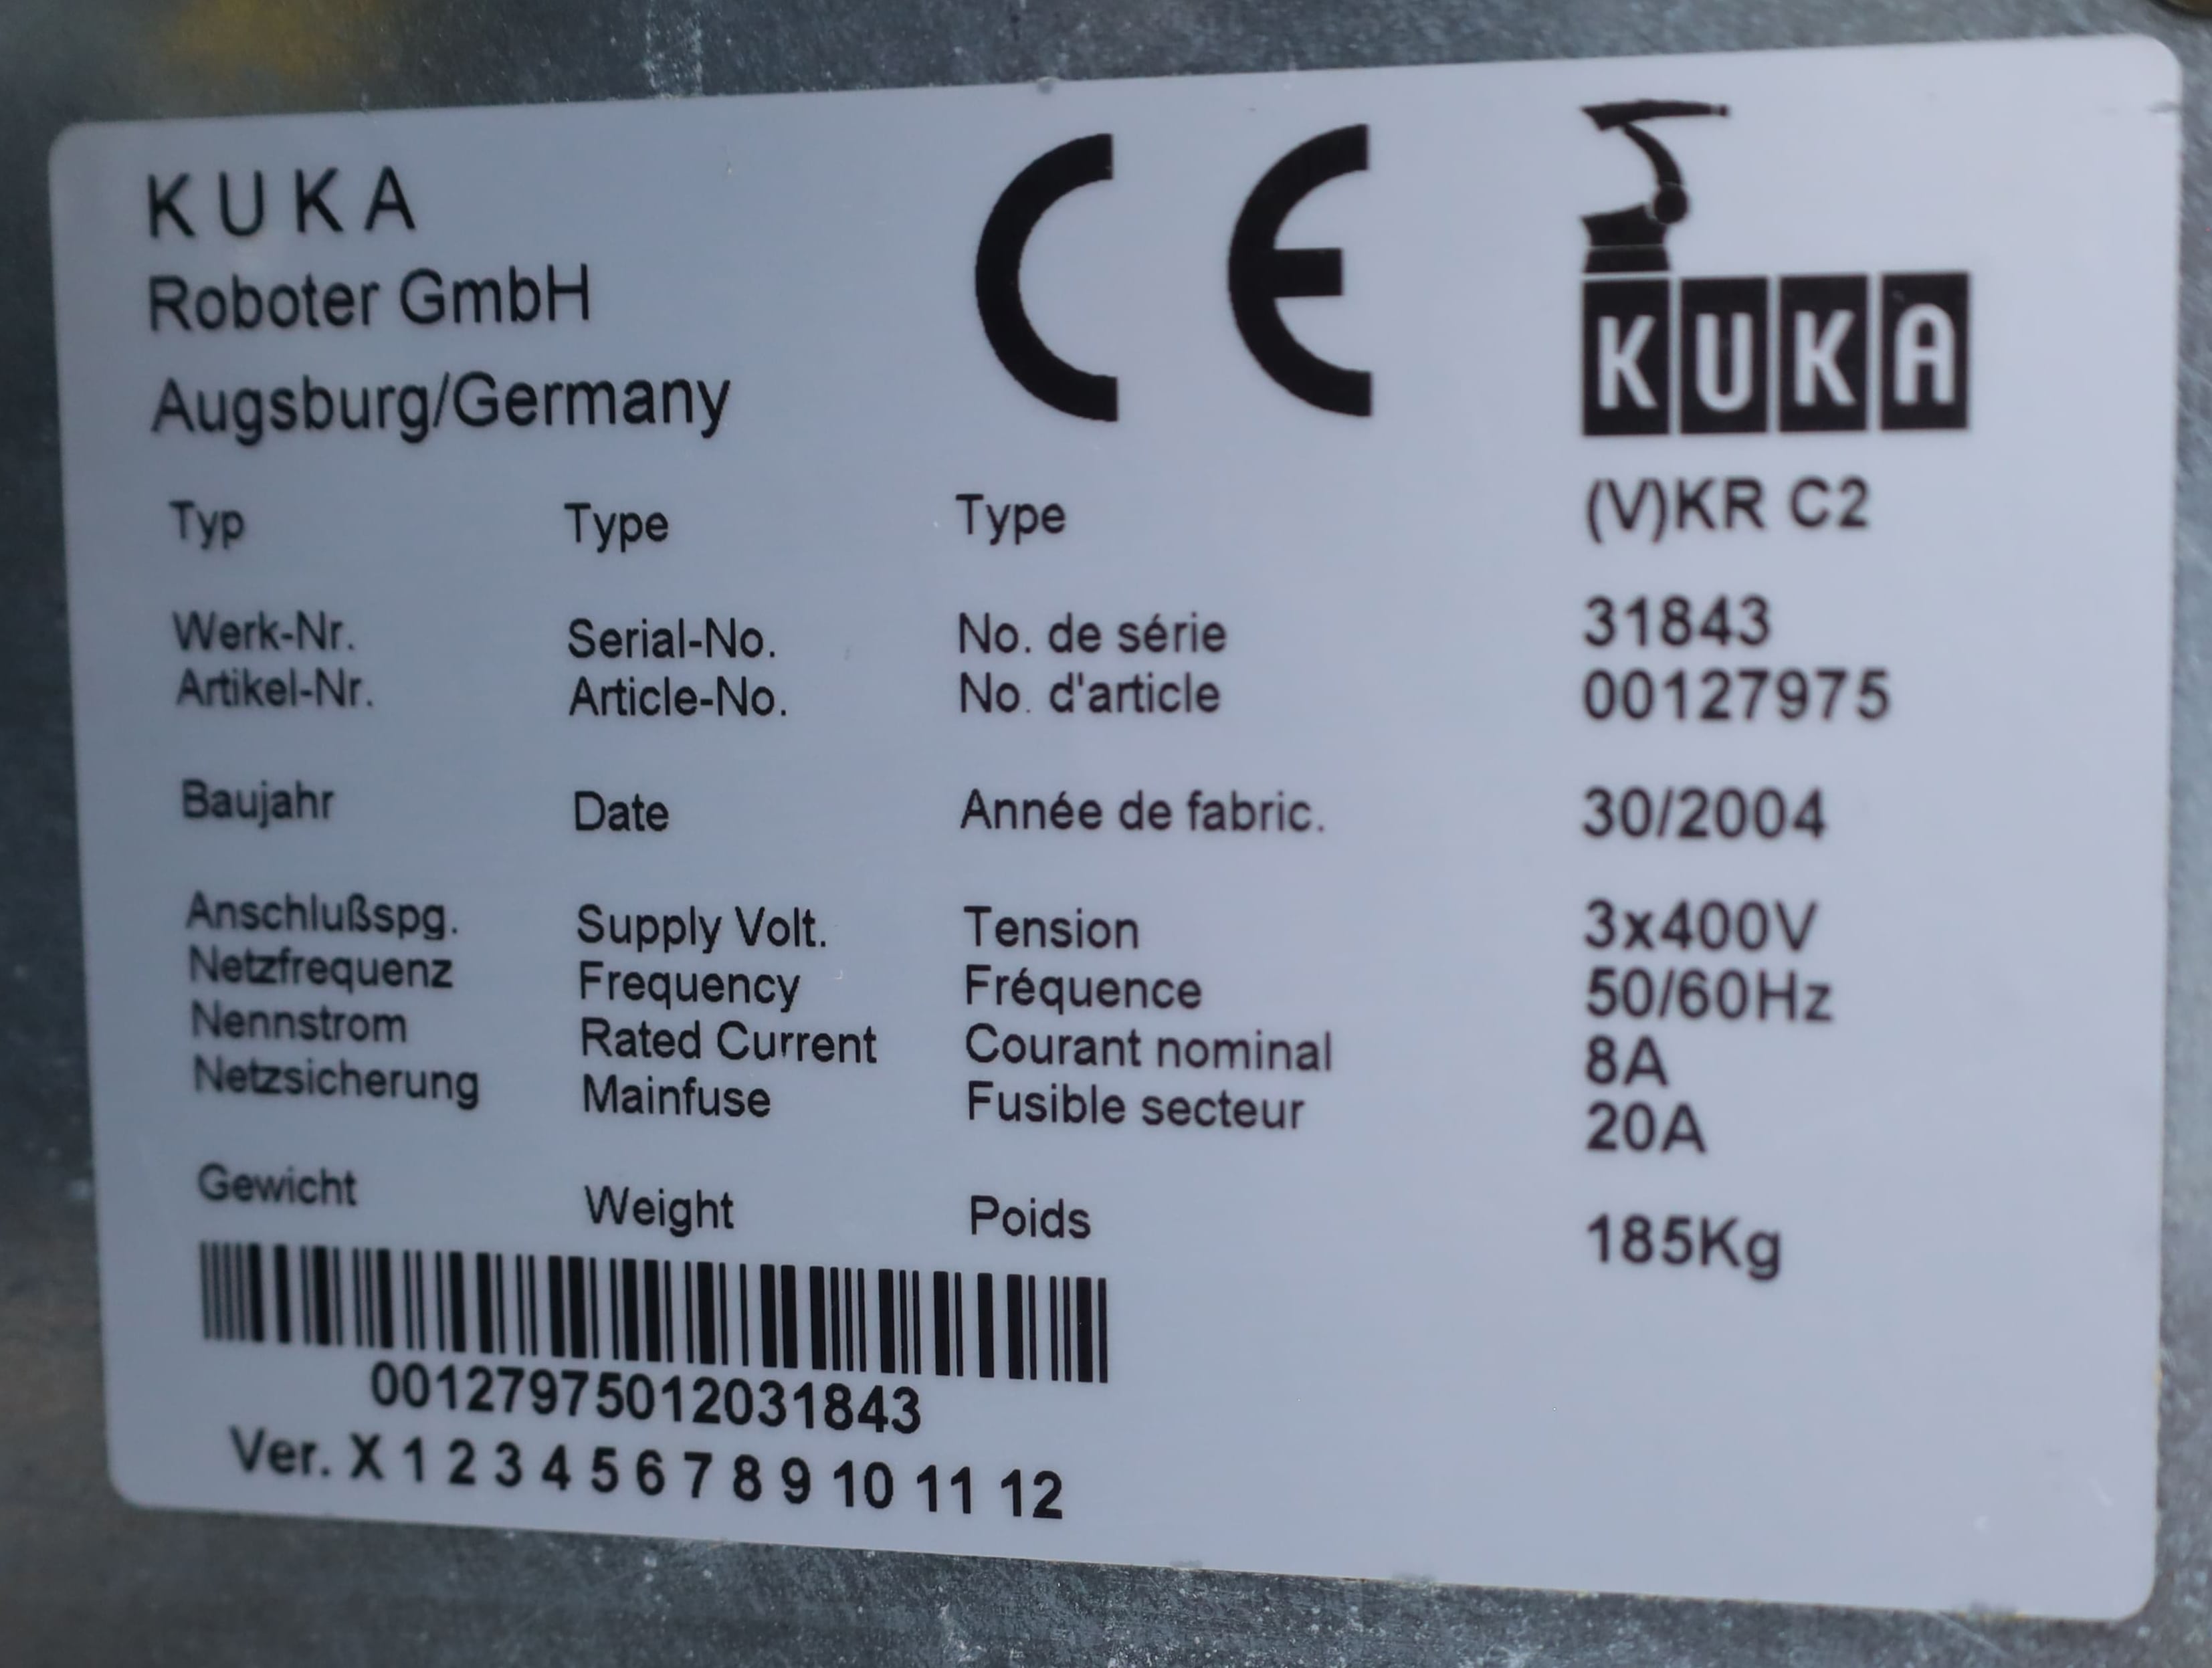 KUKA
Roboter GmbH
Augsburg/Germany
CE
KUKA
Typ Type Type (V)KR C2
Werk-Nr. Serial-No. No. de série 31843
Artikel-Nr. Article-No. No. d'article 00127975
Baujahr Date Année de fabric. 30/2004
Anschlußspg. Supply Volt. Tension 3x400V
Netzfrequenz Frequency Fréquence 50/60Hz
Nennstrom Rated Current Courant nominal 8A
Netzsicherung Mainfuse Fusible secteur 20A
Gewicht Weight Poids 185Kg
00127975012031843
Ver. X 1 2 3 4 5 6 7 8 9 10 11 12